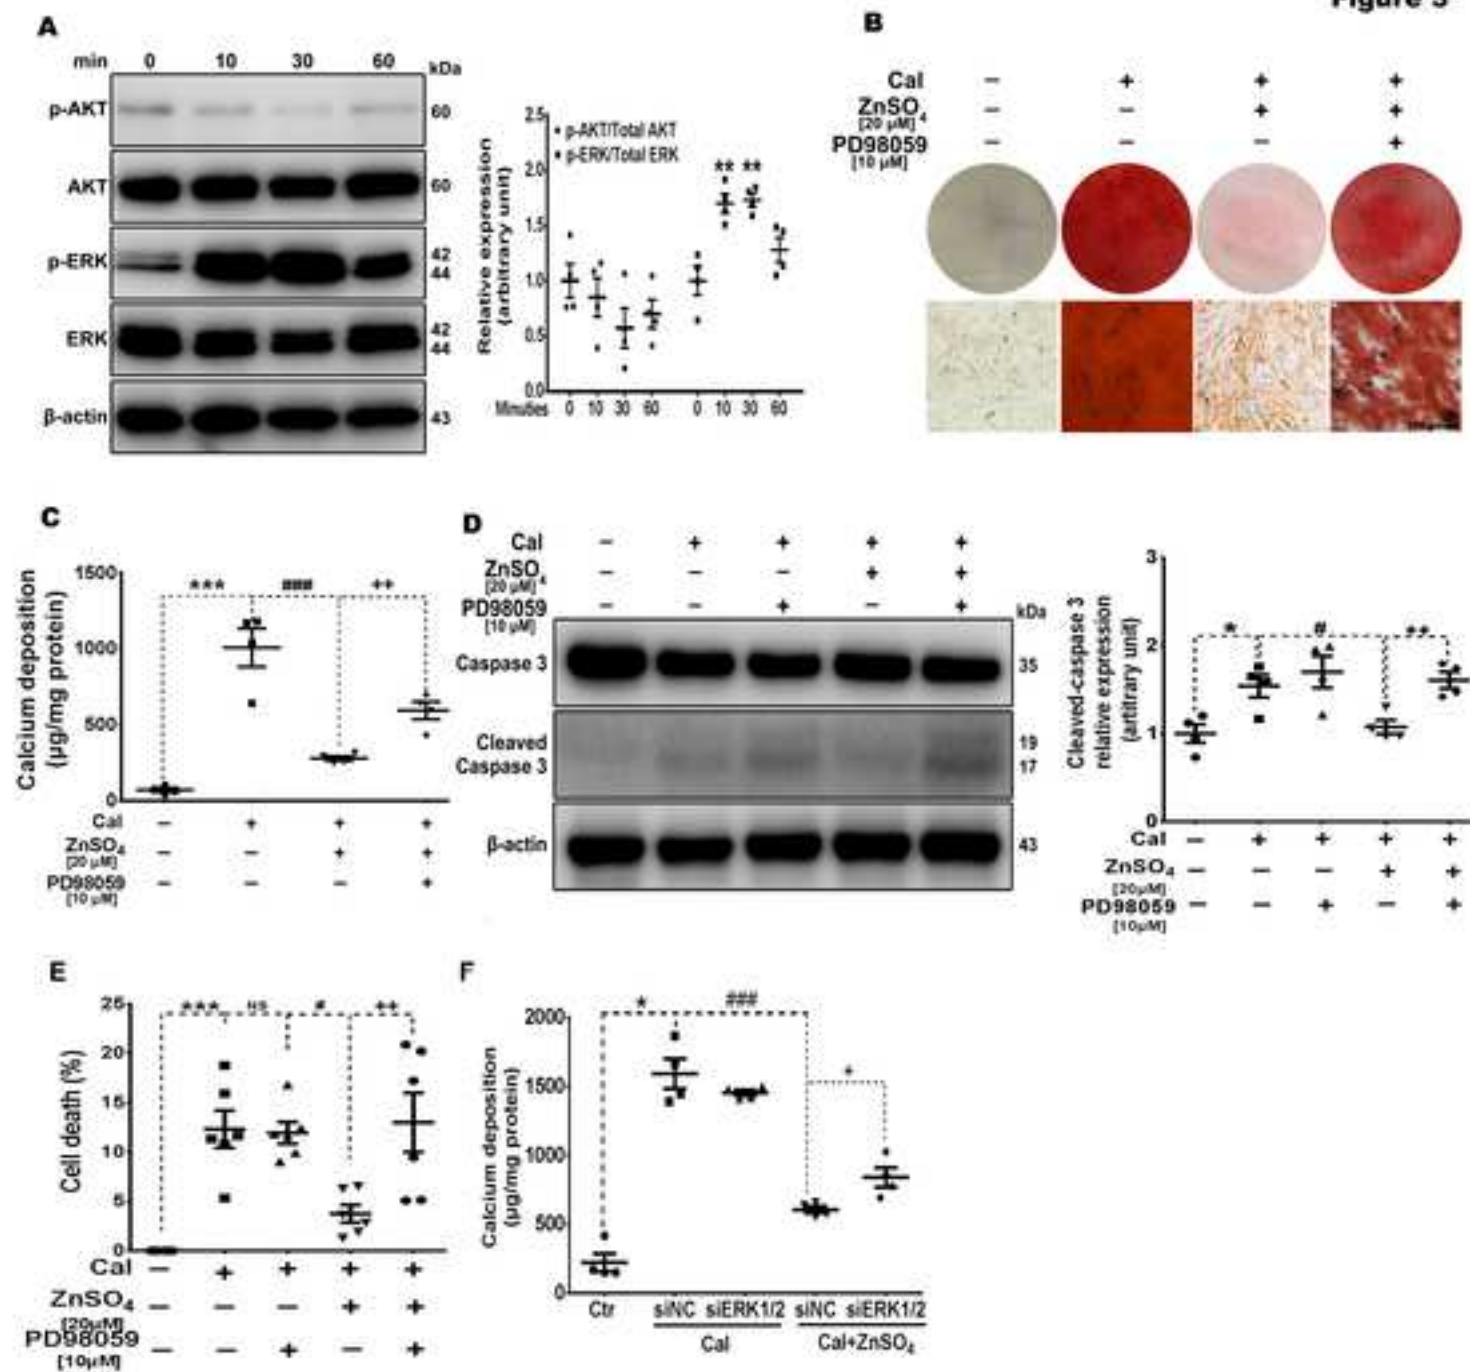 Figure 3
A
min 0 10 30 60 kDa
p-AKT 60
AKT 60
p-ERK 42
44
ERK 42
44
β-actin 43
Relative expression
(arbitrary unit)
2.5
2.0
1.5
1.0
0.5
0.0
p-AKT/Total AKT
p-ERK/Total ERK
** **
Minuties 0 10 30 60 0 10 30 60
B
Cal − + + +
ZnSO4 − − + +
[20 µM]
PD98059 − − − +
[10 µM]
C
Calcium deposition
(µg/mg protein)
1500
1000
500
0
*** ### ++
Cal − + + +
ZnSO4 − − + +
[20 µM]
PD98059 − − − +
[10 µM]
D
Cal − + + + +
ZnSO4 − − − + +
[20 µM]
PD98059 − − + − +
[10 µM]
kDa
Caspase 3 35
Cleaved 19
Caspase 3 17
β-actin 43
Cleaved-caspase 3
relative expression
(artitrary unit)
3
2
1
0
* # ++
Cal − + + + +
ZnSO4 − − − + +
[20µM]
PD98059 − − + − +
[10µM]
E
Cell death (%)
25
20
15
10
5
0
*** NS # ++
Cal − + + + +
ZnSO4 − − − + +
[20µM]
PD98059 − − + − +
[10µM]
F
Calcium deposition
(µg/mg protein)
2000
1500
1000
500
0
* ### +
Ctr siNC siERK1/2 siNC siERK1/2
Cal Cal+ZnSO4